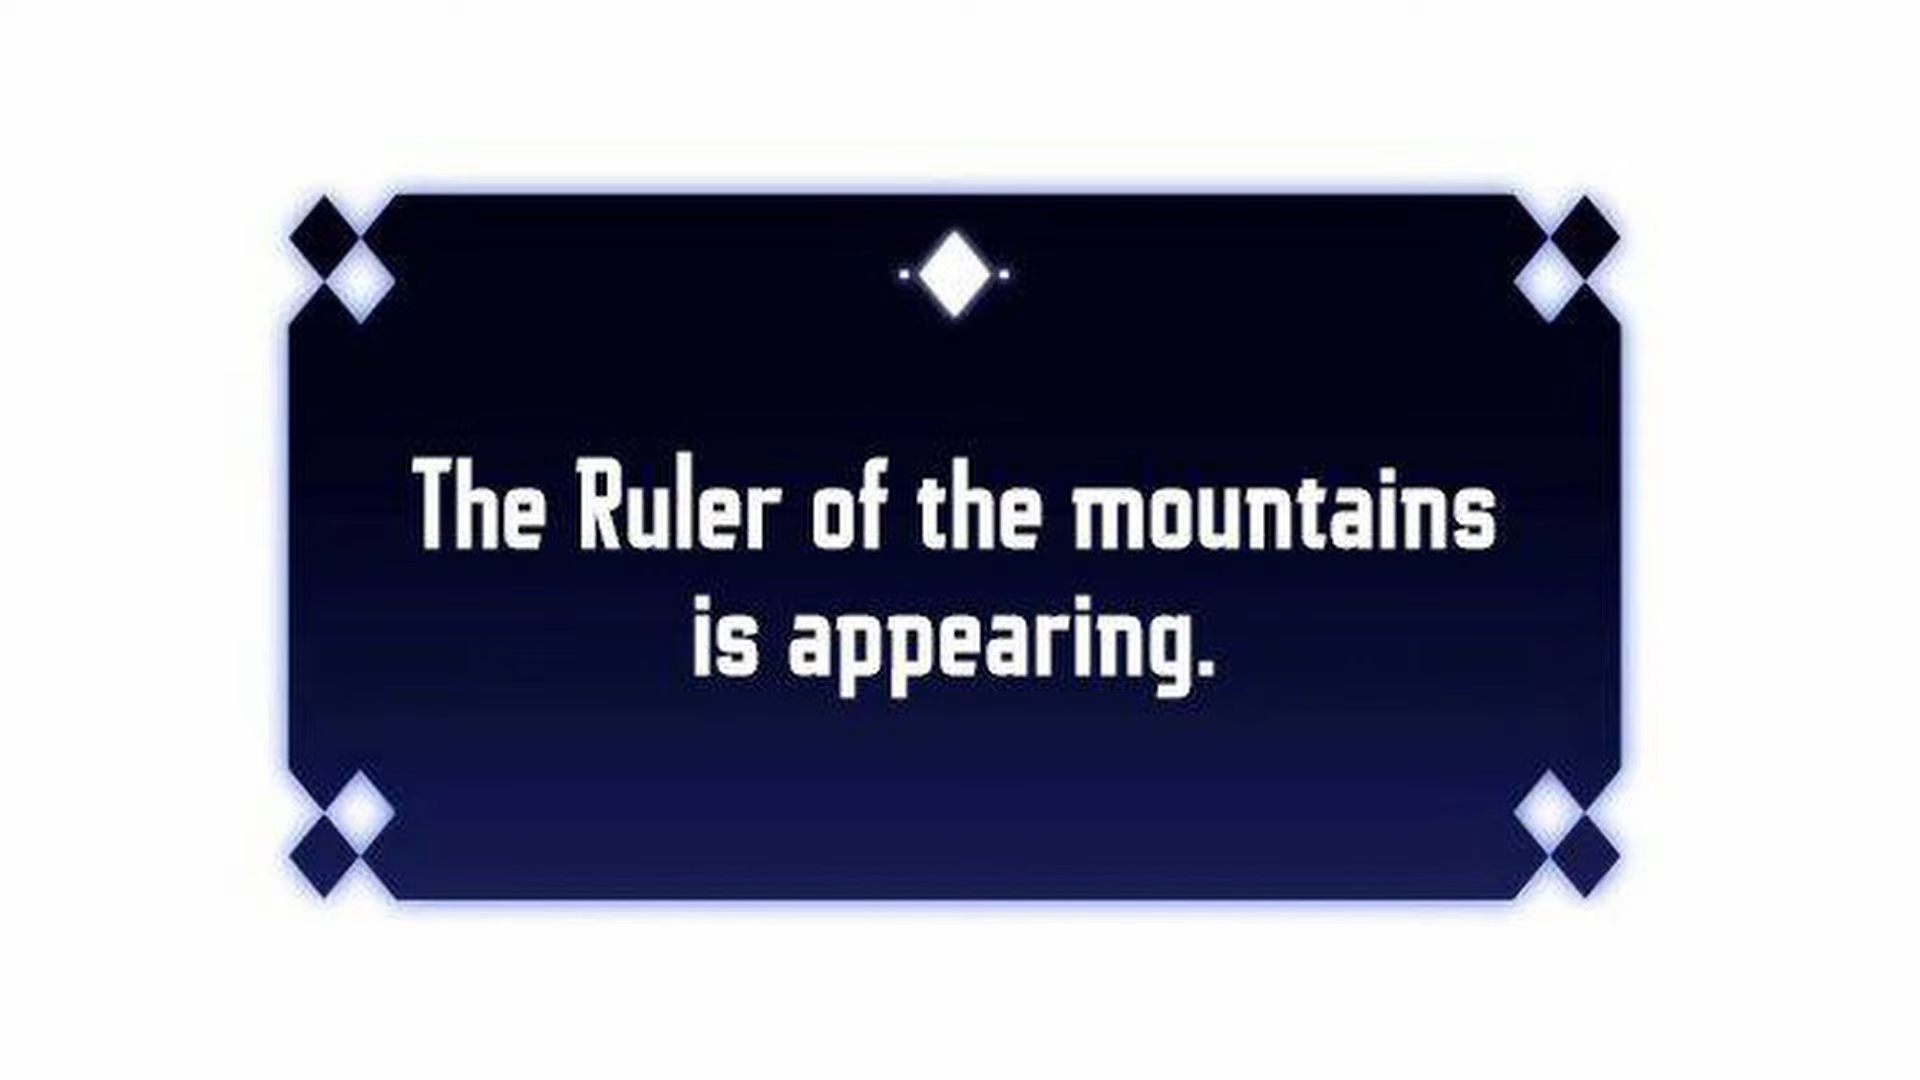 The Ruler of the mountains
is appearing.